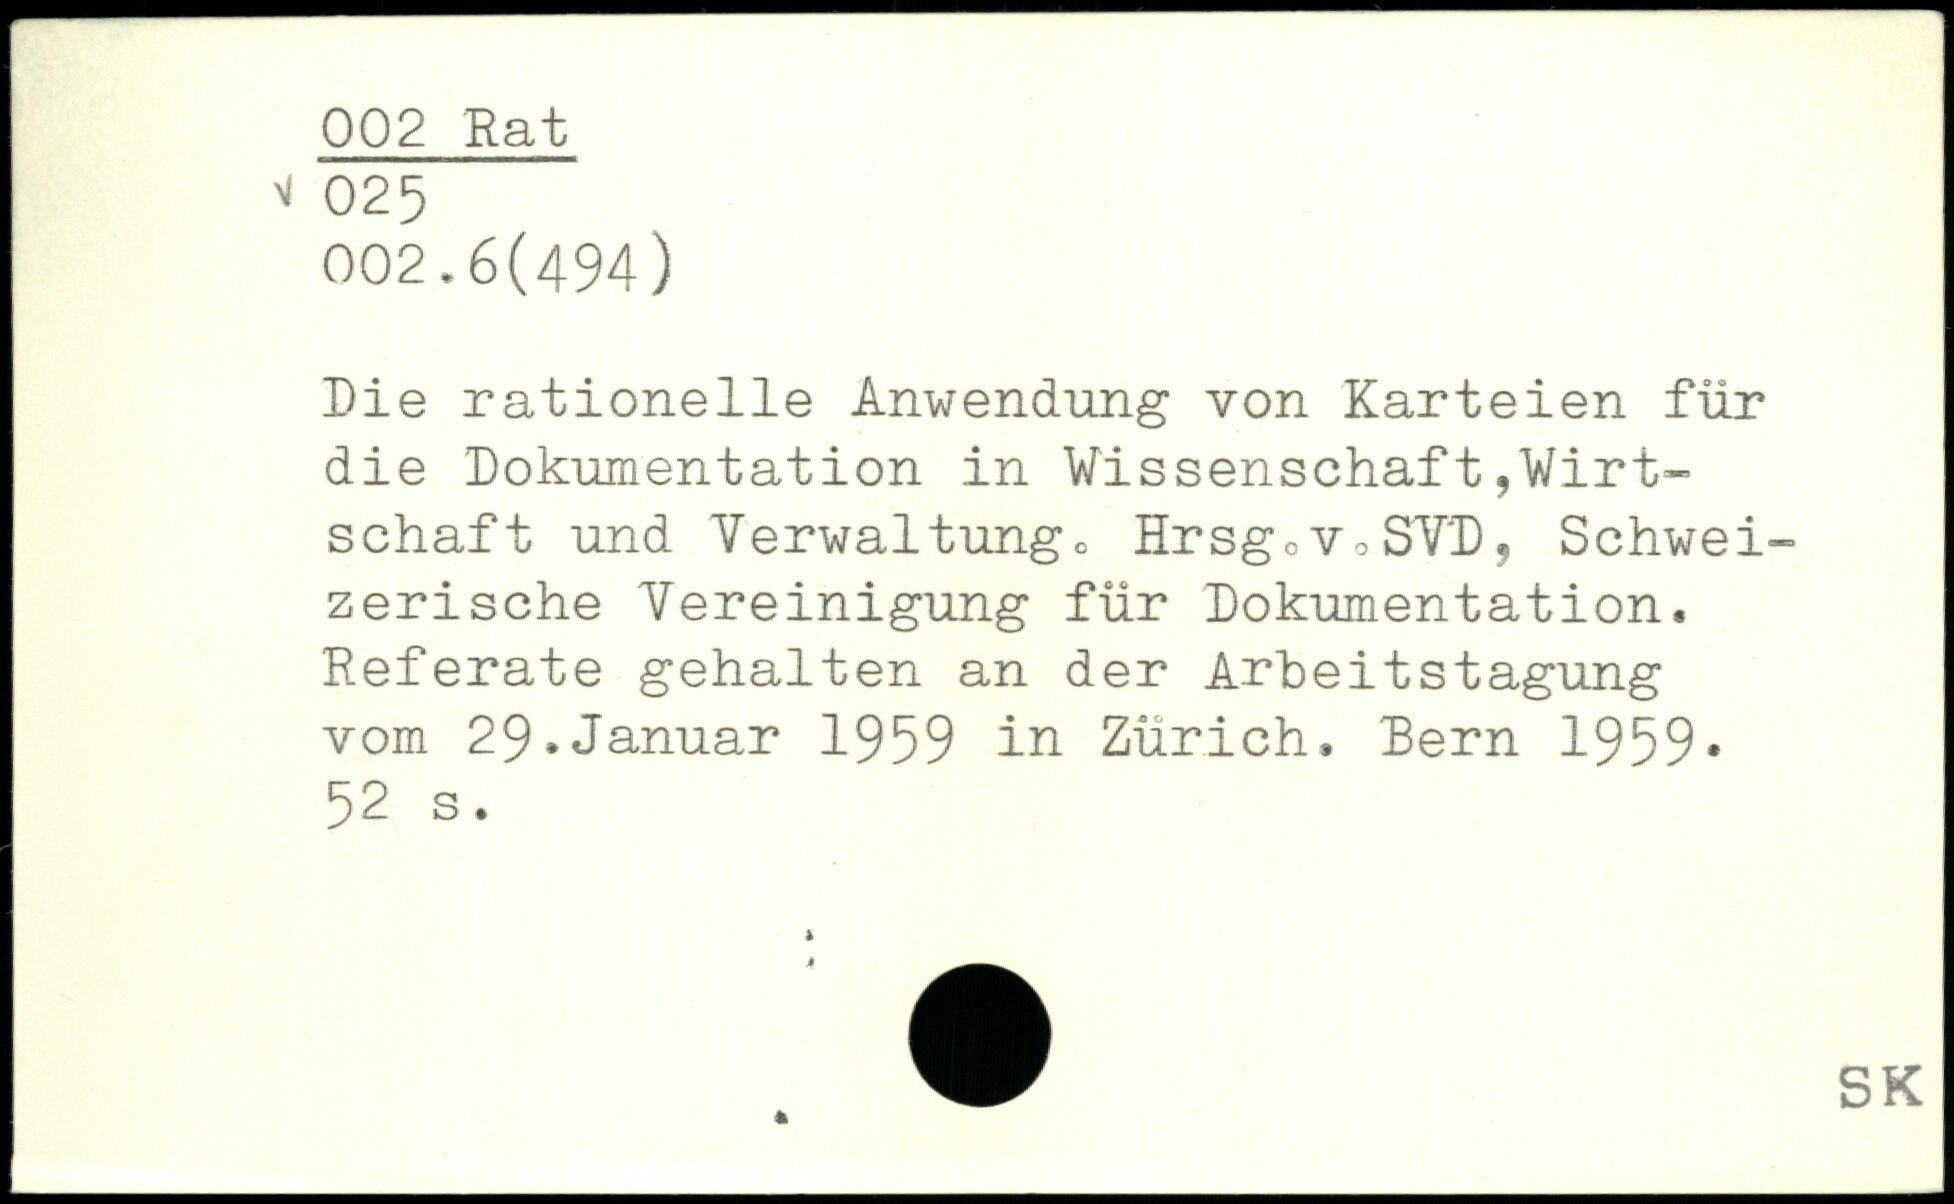 002 Rat
√ 025
002.6(494)
Die rationelle Anwendung von Karteien für
die Dokumentation in Wissenschaft,Wirt-
schaft und Verwaltung. Hrsg.v.SVD, Schwei-
zerische Vereinigung für Dokumentation.
Referate gehalten an der Arbeitstagung
vom 29.Januar 1959 in Zürich. Bern 1959.
52 s.
SK